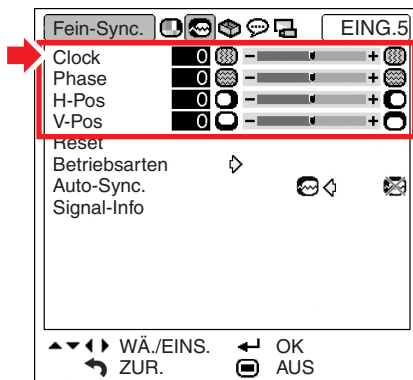 Fein-Sync. EING.5
Clock 0 - +
Phase 0 - +
H-Pos 0 - +
V-Pos 0 - +
Reset
Betriebsarten
Auto-Sync.
Signal-Info
WÄ./EINS. OK
ZUR. AUS